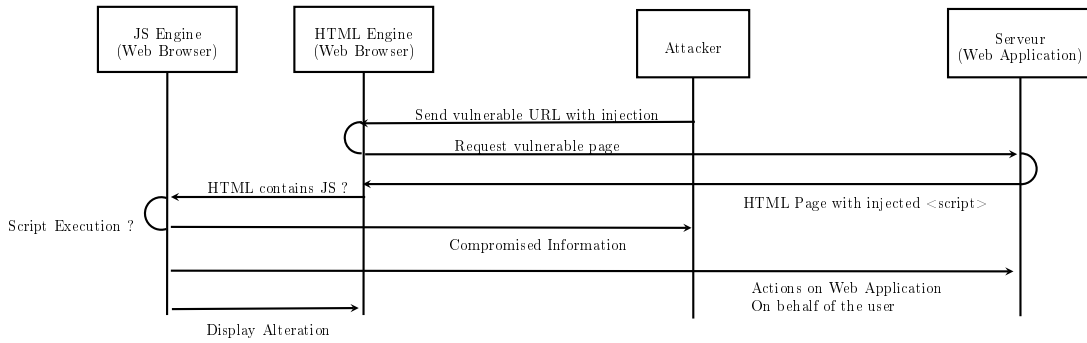 JS Engine
(Web Browser)
HTML Engine
(Web Browser)
Attacker
Serveur
(Web Application)
Send vulnerable URL with injection
Request vulnerable page
HTML contains JS ?
HTML Page with injected <script>
Script Execution ?
Compromised Information
Actions on Web Application
On behalf of the user
Display Alteration